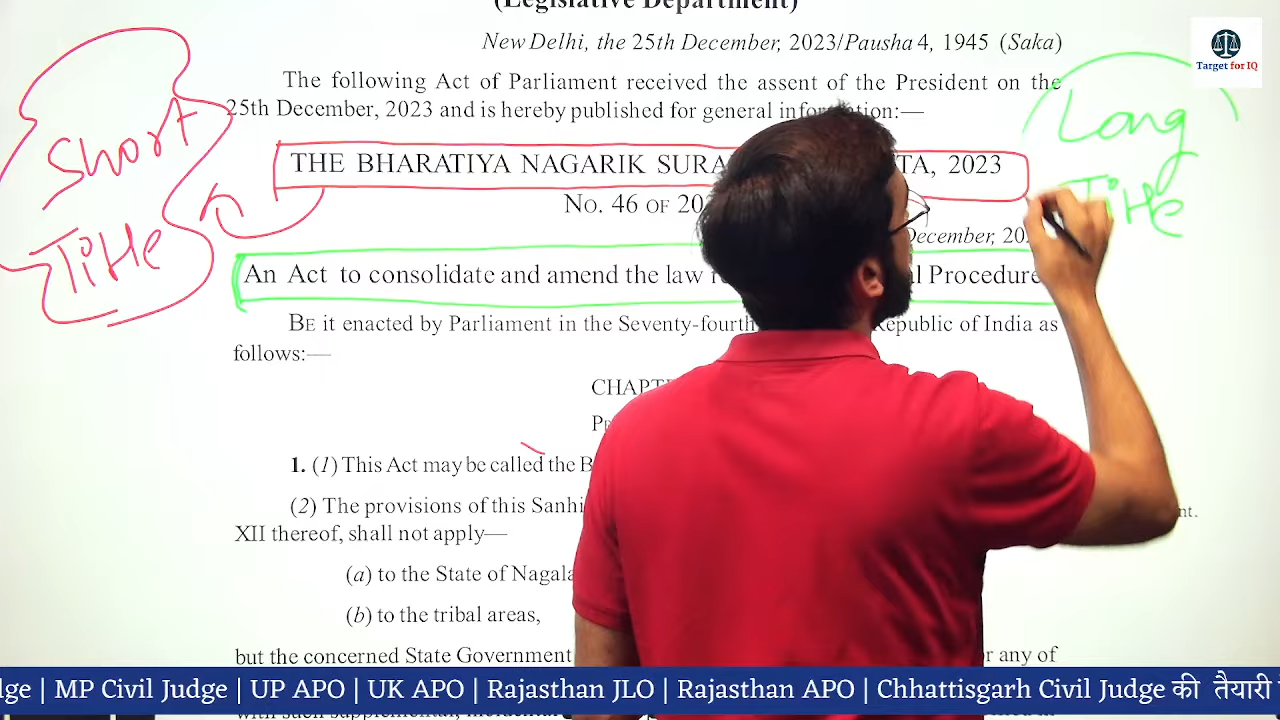 (Legislative Department)
New Delhi, the 25th December, 2023/Pausha 4, 1945 (Saka)
Target for IQ
The following Act of Parliament received the assent of the President on the
25th December, 2023 and is hereby published for general information:—
Short
Title
Long
Title
THE BHARATIYA NAGARIK SURA TA, 2023
NO. 46 OF 20
December, 20
An Act to consolidate and amend the law r l Procedure
BE it enacted by Parliament in the Seventy-fourth Republic of India as
follows:—
CHAPT
1. (1) This Act may be called the B
(2) The provisions of this Sanhi
nt.
XII thereof, shall not apply—
(a) to the State of Nagala
(b) to the tribal areas,
but the concerned State Government or any of
dge | MP Civil Judge | UP APO | UK APO | Rajasthan JLO | Rajasthan APO | Chhattisgarh Civil Judge की तैयारी